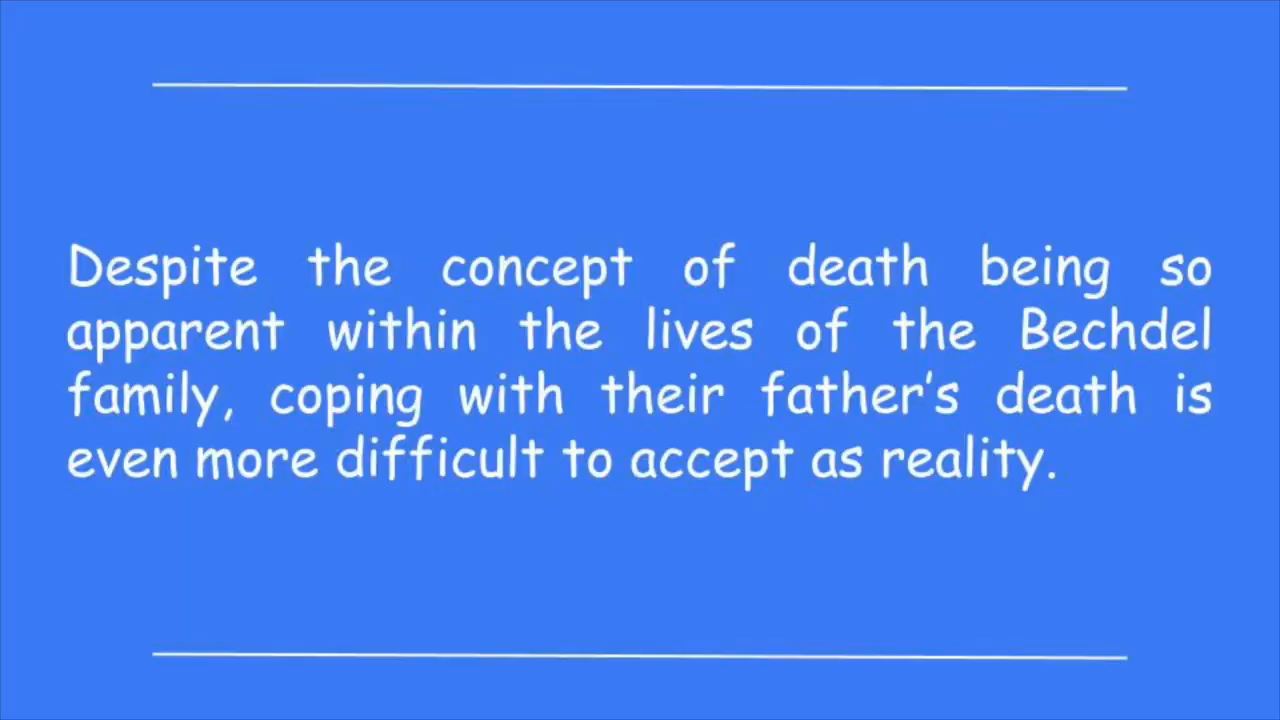 Despite the concept of death being so
apparent within the lives of the Bechdel
family, coping with their father's death is
even more difficult to accept as reality.